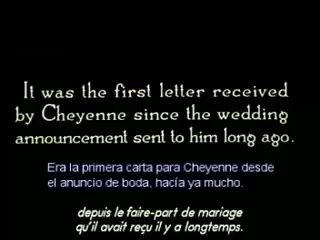 It was the first letter received
by Cheyenne since the wedding
announcement sent to him long ago.
Era la primera carta para Cheyenne desde
el anuncio de boda, hacía ya mucho.
depuis le faire-part de mariage
qu'il avait reçu il y a longtemps.